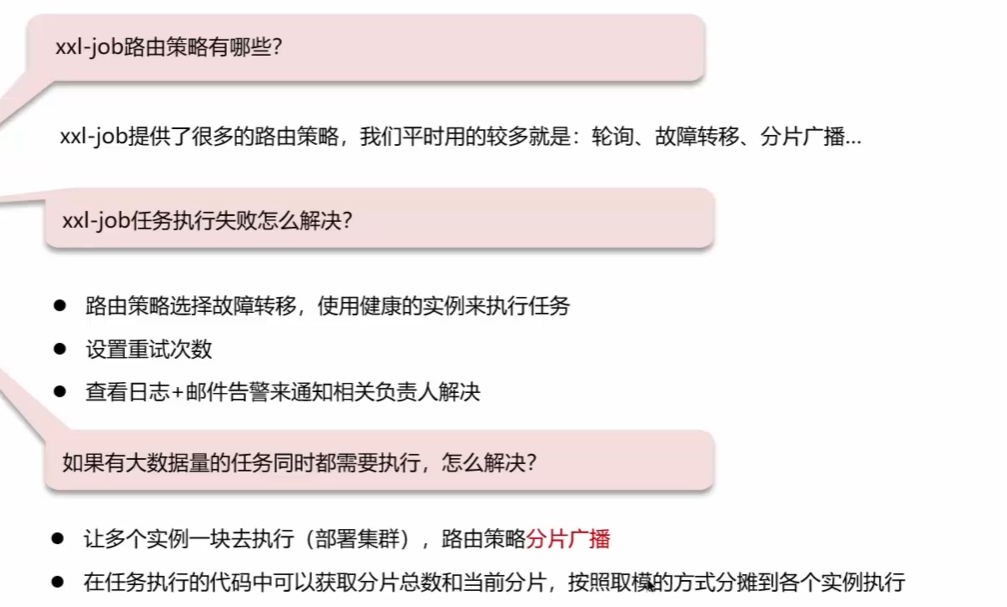 xxl-job路由策略有哪些？
xxl-job提供了很多的路由策略，我们平时用的较多就是：轮询、故障转移、分片广播...
xxl-job任务执行失败怎么解决？
● 路由策略选择故障转移，使用健康的实例来执行任务
● 设置重试次数
● 查看日志+邮件告警来通知相关负责人解决
如果有大数据量的任务同时都需要执行，怎么解决？
● 让多个实例一块去执行（部署集群），路由策略分片广播
● 在任务执行的代码中可以获取分片总数和当前分片，按照取模的方式分摊到各个实例执行